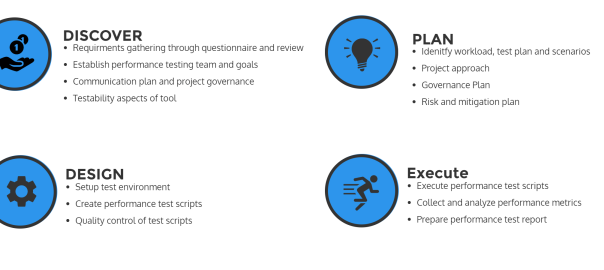 DISCOVER
• Requirments gathering through questionnaire and review
• Establish performance testing team and goals
• Communication plan and project governance
• Testability aspects of tool
PLAN
• Idenitfy workload, test plan and scenarios
• Project approach
• Governance Plan
• Risk and mitigation plan
DESIGN
• Setup test environment
• Create performance test scripts
• Quality control of test scripts
Execute
• Execute performance test scripts
• Collect and analyze performance metrics
• Prepare performance test report